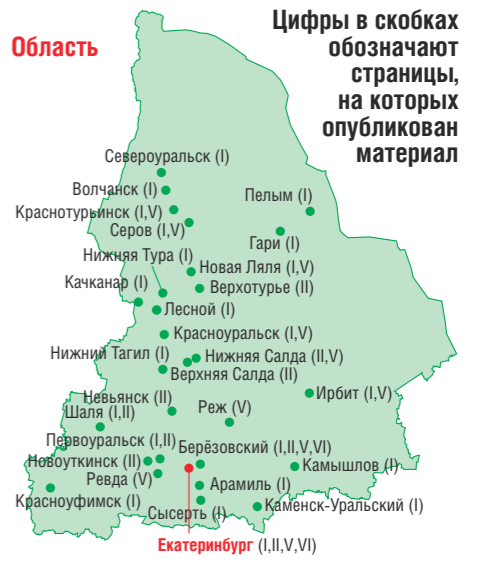 Область
Цифры в скобках
обозначают
страницы,
на которых
опубликован
материал
Североуральск (I)
Волчанск (I)
Пелым (I)
Краснотурьинск (I,V)
Серов (I,V)
Гари (I)
Нижняя Тура (I)
Новая Ляля (I,V)
Качканар (I)
Верхотурье (II)
Лесной (I)
Красноуральск (I,V)
Нижний Тагил (I)
Нижняя Салда (II,V)
Верхняя Салда (II)
Ирбит (I,V)
Невьянск (II)
Шаля (I,II)
Реж (V)
Первоуральск (I,II)
Берёзовский (I,II,V,VI)
Новоуткинск (II)
Камышлов (I)
Ревда (V)
Арамиль (I)
Красноуфимск (I)
Сысерть (I)
Каменск-Уральский (I)
Екатеринбург (I,II,V,VI)